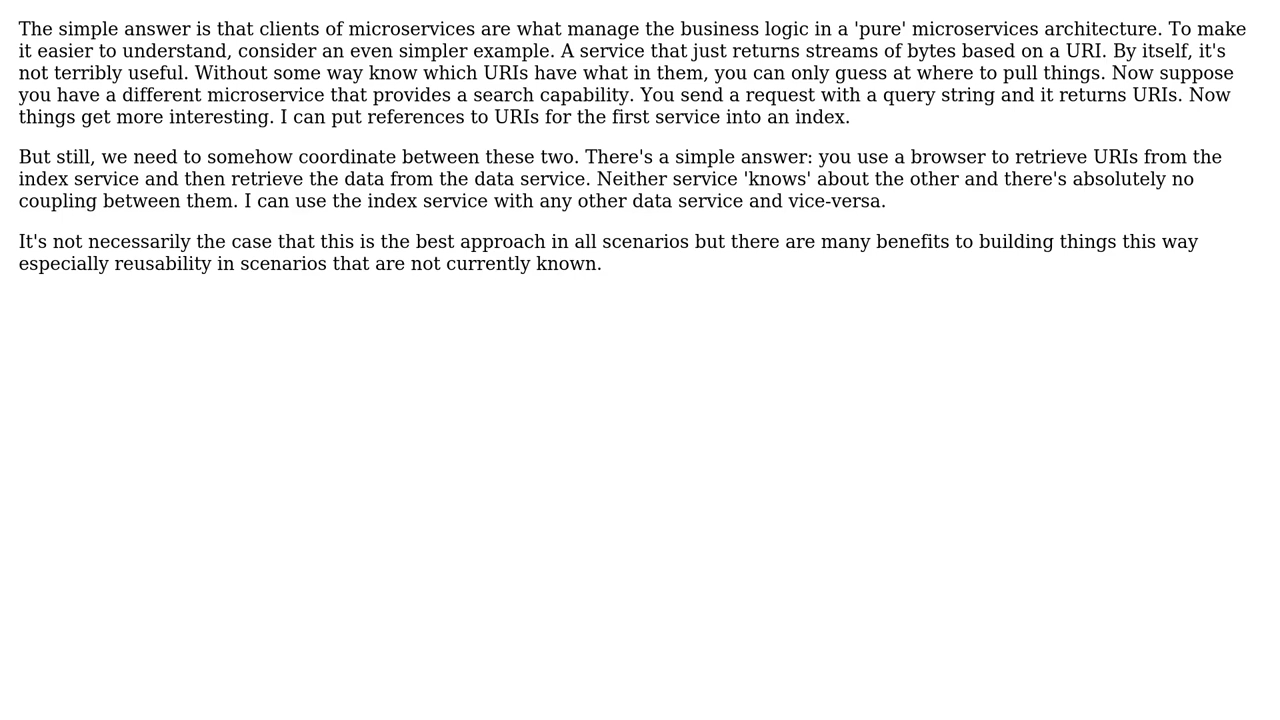 The simple answer is that clients of microservices are what manage the business logic in a 'pure' microservices architecture. To make
it easier to understand, consider an even simpler example. A service that just returns streams of bytes based on a URI. By itself, it's
not terribly useful. Without some way know which URIs have what in them, you can only guess at where to pull things. Now suppose
you have a different microservice that provides a search capability. You send a request with a query string and it returns URIs. Now
things get more interesting. I can put references to URIs for the first service into an index.
But still, we need to somehow coordinate between these two. There's a simple answer: you use a browser to retrieve URIs from the
index service and then retrieve the data from the data service. Neither service 'knows' about the other and there's absolutely no
coupling between them. I can use the index service with any other data service and vice-versa.
It's not necessarily the case that this is the best approach in all scenarios but there are many benefits to building things this way
especially reusability in scenarios that are not currently known.